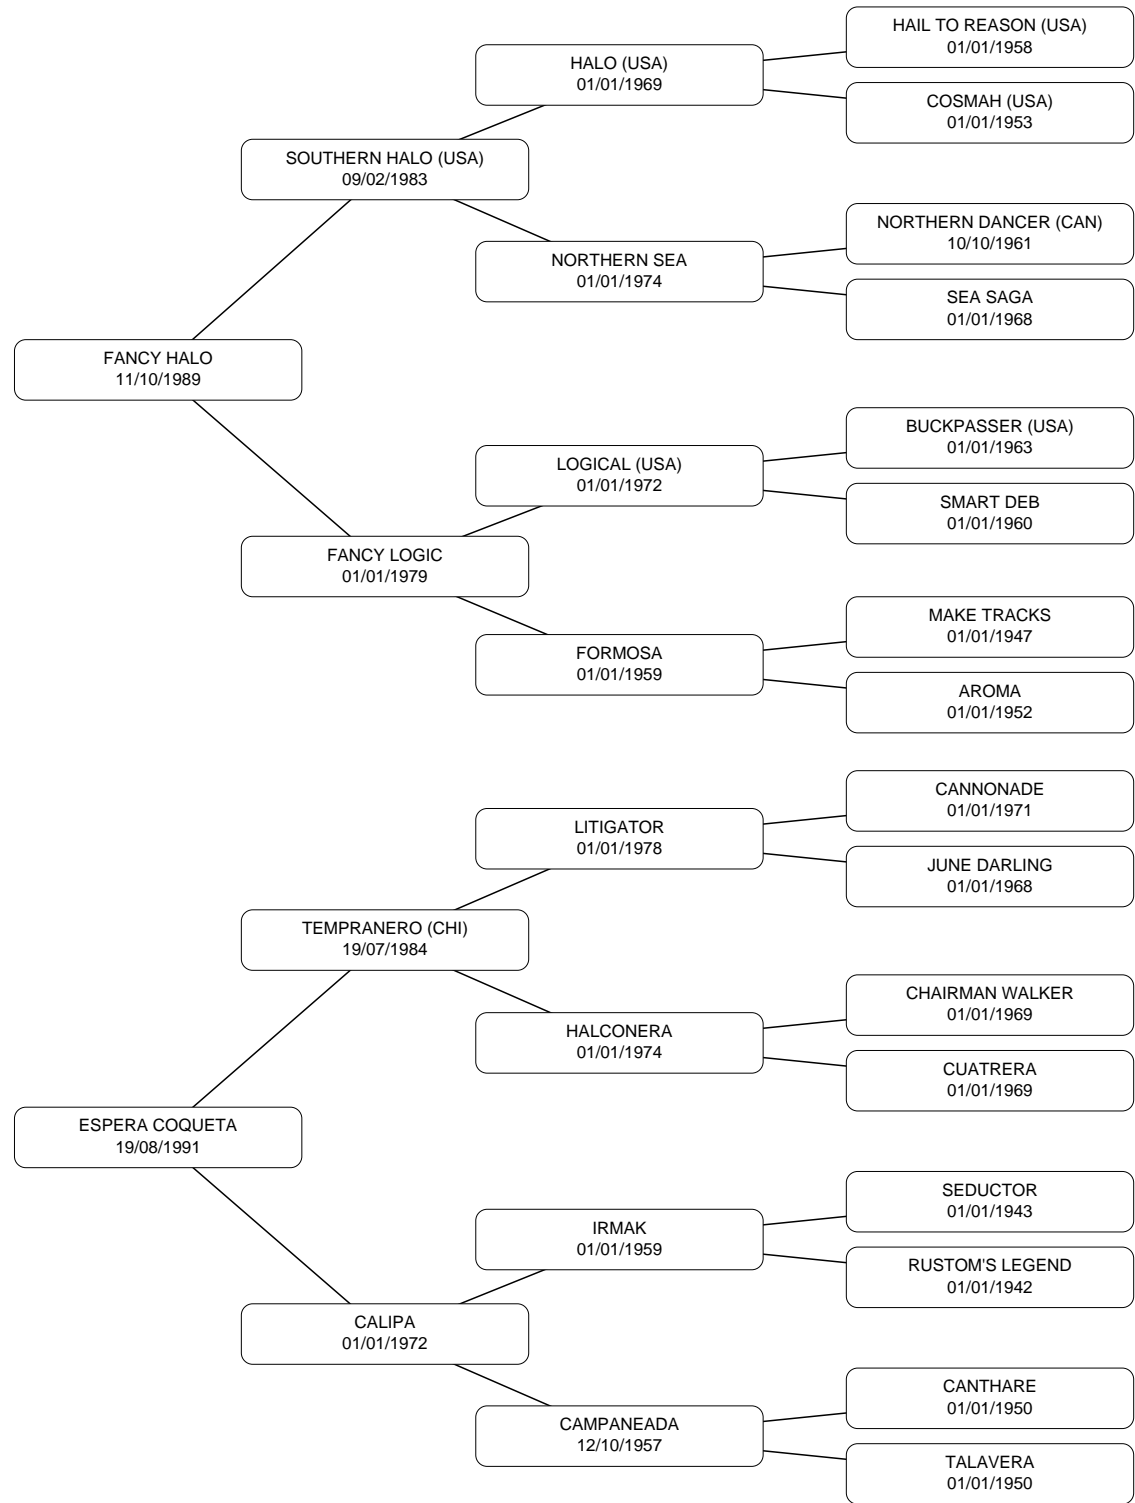 HAIL TO REASON (USA)
01/01/1958
HALO (USA)
01/01/1969
COSMAH (USA)
01/01/1953
SOUTHERN HALO (USA)
09/02/1983
NORTHERN DANCER (CAN)
10/10/1961
NORTHERN SEA
01/01/1974
SEA SAGA
01/01/1968
FANCY HALO
11/10/1989
BUCKPASSER (USA)
01/01/1963
LOGICAL (USA)
01/01/1972
SMART DEB
01/01/1960
FANCY LOGIC
01/01/1979
MAKE TRACKS
01/01/1947
FORMOSA
01/01/1959
AROMA
01/01/1952
CANNONADE
01/01/1971
LITIGATOR
01/01/1978
JUNE DARLING
01/01/1968
TEMPRANERO (CHI)
19/07/1984
CHAIRMAN WALKER
01/01/1969
HALCONERA
01/01/1974
CUATRERA
01/01/1969
ESPERA COQUETA
19/08/1991
SEDUCTOR
01/01/1943
IRMAK
01/01/1959
RUSTOM'S LEGEND
01/01/1942
CALIPA
01/01/1972
CANTHARE
01/01/1950
CAMPANEADA
12/10/1957
TALAVERA
01/01/1950